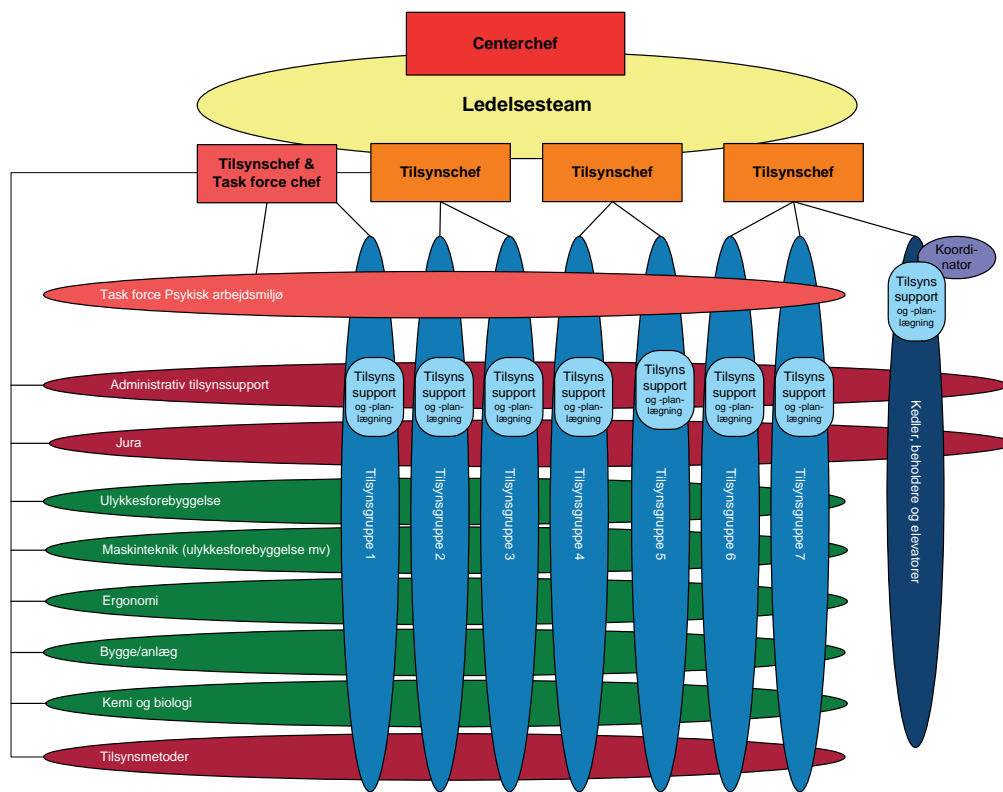 Centerchef
Ledelsesteam
Tilsynschef &
Task force chef
Tilsynschef
Tilsynschef
Tilsynschef
Koordi-
nator
Tilsyns
support
og -plan-
lægning
Kedler, beholdere og elevatorer
Task force Psykisk arbejdsmiljø
Administrativ tilsynssupport
Tilsyns
support
og -plan-
lægning
Tilsyns
support
og -plan-
lægning
Tilsyns
support
og -plan-
lægning
Tilsyns
support
og -plan-
lægning
Tilsyns
support
og -plan-
lægning
Tilsyns
support
og -plan-
lægning
Tilsyns
support
og -plan-
lægning
Jura
Tilsynsgruppe 1
Tilsynsgruppe 2
Tilsynsgruppe 3
Tilsynsgruppe 4
Tilsynsgruppe 5
Tilsynsgruppe 6
Tilsynsgruppe 7
Ulykkesforebyggelse
Maskinteknik (ulykkesforebyggelse mv)
Ergonomi
Bygge/anlæg
Kemi og biologi
Tilsynsmetoder